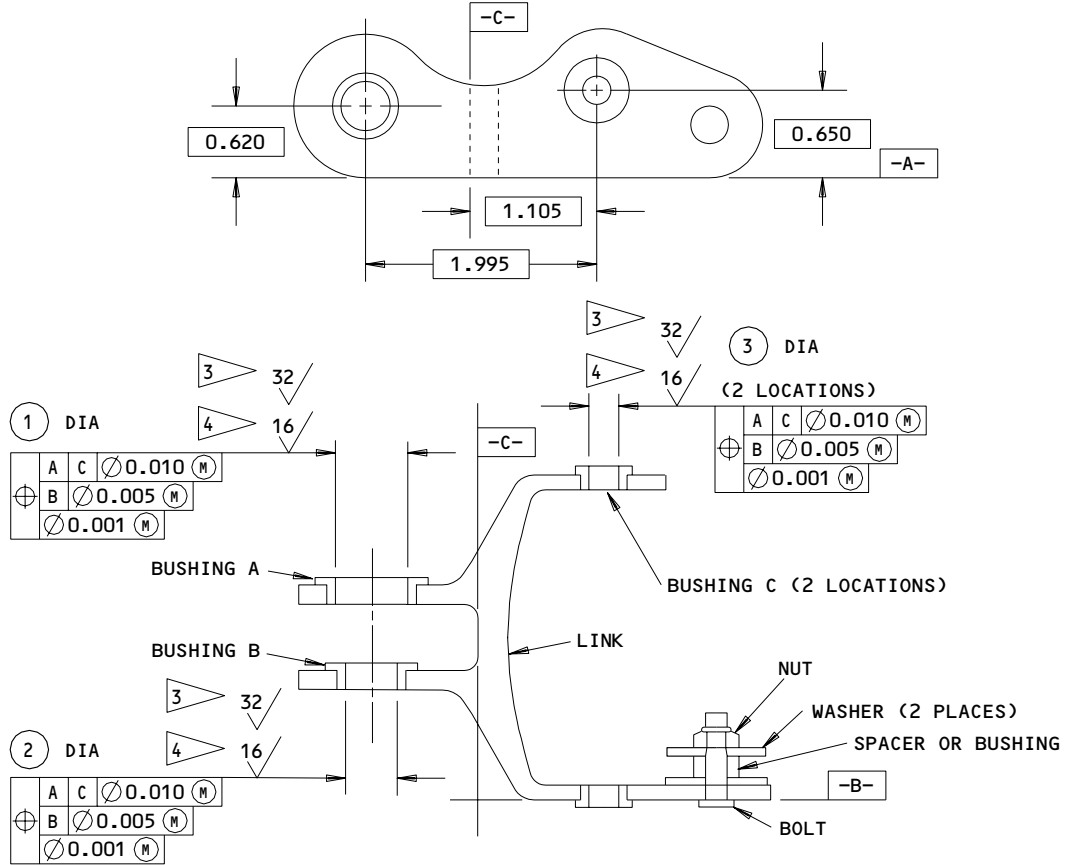 -C-
0.620
0.650
-A-
1.105
1.995
3
32
4
16
3 DIA
(2 LOCATIONS)
A C ⌀0.010 Ⓜ
B ⌀0.005 Ⓜ
⌀0.001 Ⓜ
3
32
4
16
1 DIA
A C ⌀0.010 Ⓜ
B ⌀0.005 Ⓜ
⌀0.001 Ⓜ
-C-
BUSHING A
BUSHING C (2 LOCATIONS)
LINK
BUSHING B
NUT
WASHER (2 PLACES)
SPACER OR BUSHING
3
32
4
16
2 DIA
A C ⌀0.010 Ⓜ
B ⌀0.005 Ⓜ
⌀0.001 Ⓜ
-B-
BOLT